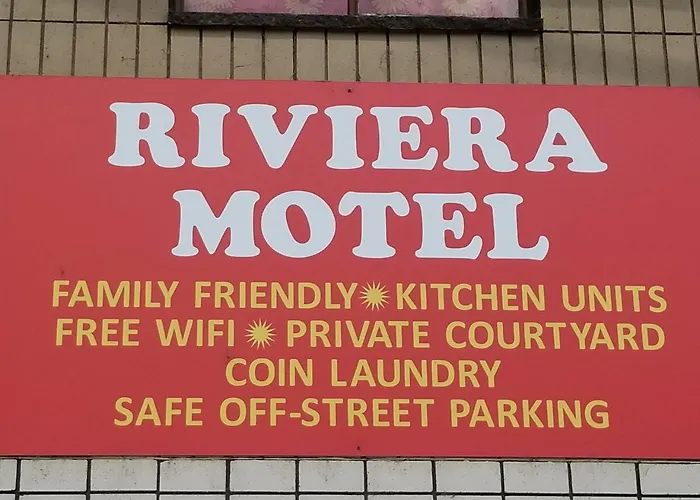 RIVIERA
MOTEL
FAMILY FRIENDLY✹KITCHEN UNITS
FREE WIFI ✹ PRIVATE COURTYARD
COIN LAUNDRY
SAFE OFF-STREET PARKING